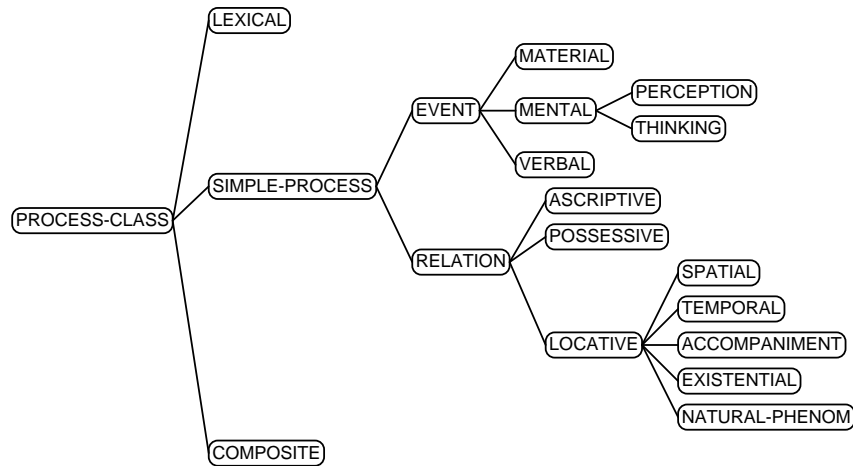 LEXICAL
MATERIAL
PERCEPTION
EVENT
MENTAL
THINKING
VERBAL
SIMPLE-PROCESS
ASCRIPTIVE
PROCESS-CLASS
POSSESSIVE
RELATION
SPATIAL
TEMPORAL
LOCATIVE
ACCOMPANIMENT
EXISTENTIAL
NATURAL-PHENOM
COMPOSITE